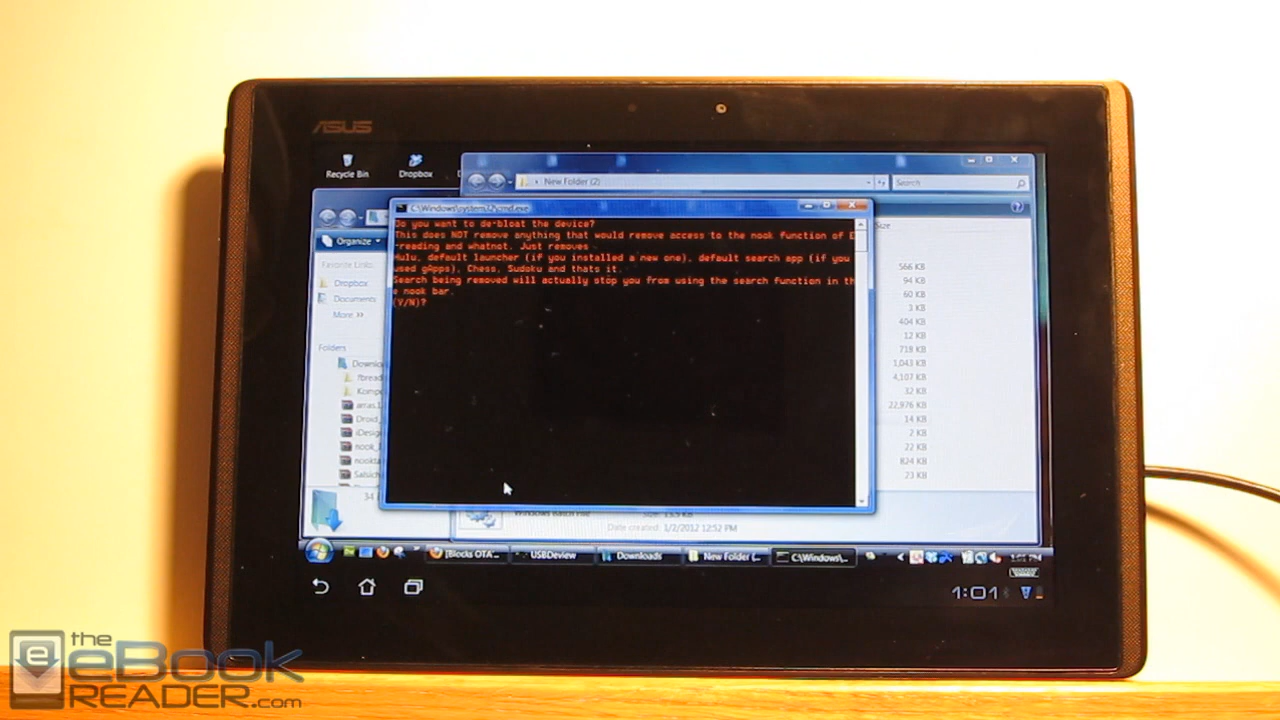 ASUS
Recycle Bin
Dropbox
New Folder (2)
Search
C:\Windows\system32\cmd.exe
Do you want to de-bloat the device?
This does NOT remove anything that would remove access to the nook function of E
-reading and whatnot. Just removes
Hulu, default launcher (if you installed a new one), default search app (if you
used gApps), Chess, Sudoku and thats it.
Search being removed will actually stop you from using the search function in th
e nook bar.
(Y/N)?
Organize
Favorite Links
Dropbox
Documents
More >>
Folders
Size
566 KB
94 KB
60 KB
3 KB
404 KB
12 KB
718 KB
1,043 KB
4,107 KB
32 KB
22,976 KB
14 KB
2 KB
22 KB
824 KB
23 KB
34
Windows Batch File
Date created: 1/2/2012 12:52 PM
[Blocks OTA'...
USBDeview
Downloads
New Folder (...
C:\Windows\...
1:01
the
eBook
READER.com